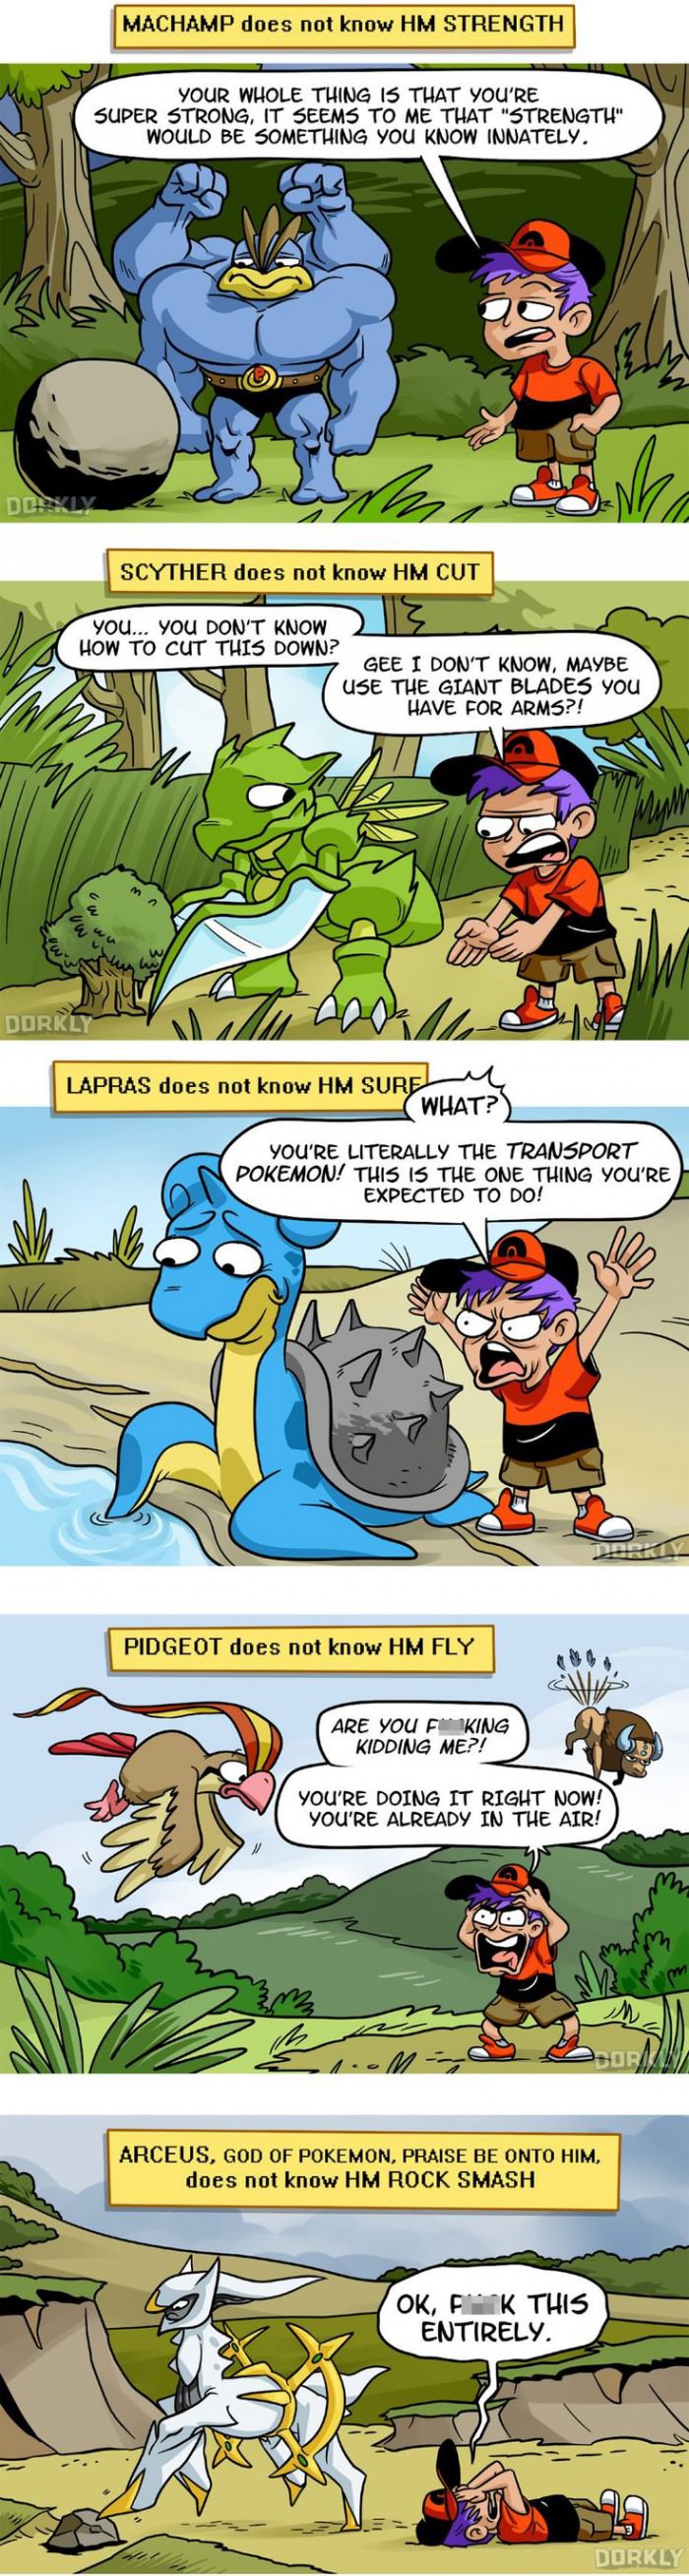 MACHAMP does not know HM STRENGTH
YOUR WHOLE THING IS THAT YOU'RE
SUPER STRONG, IT SEEMS TO ME THAT "STRENGTH"
WOULD BE SOMETHING YOU KNOW INNATELY.
DORKLY
SCYTHER does not know HM CUT
YOU... YOU DON'T KNOW
HOW TO CUT THIS DOWN?
GEE I DON'T KNOW, MAYBE
USE THE GIANT BLADES YOU
HAVE FOR ARMS?!
DORKLY
LAPRAS does not know HM SURF
WHAT?
YOU'RE LITERALLY THE TRANSPORT
POKEMON! THIS IS THE ONE THING YOU'RE
EXPECTED TO DO!
DORKLY
PIDGEOT does not know HM FLY
ARE YOU
KIDDING ME?!
YOU'RE DOING IT RIGHT NOW!
YOU'RE ALREADY IN THE AIR!
DORKLY
ARCEUS, GOD OF POKEMON, PRAISE BE ONTO HIM,
does not know HM ROCK SMASH
OK, THIS
ENTIRELY.
DORKLY